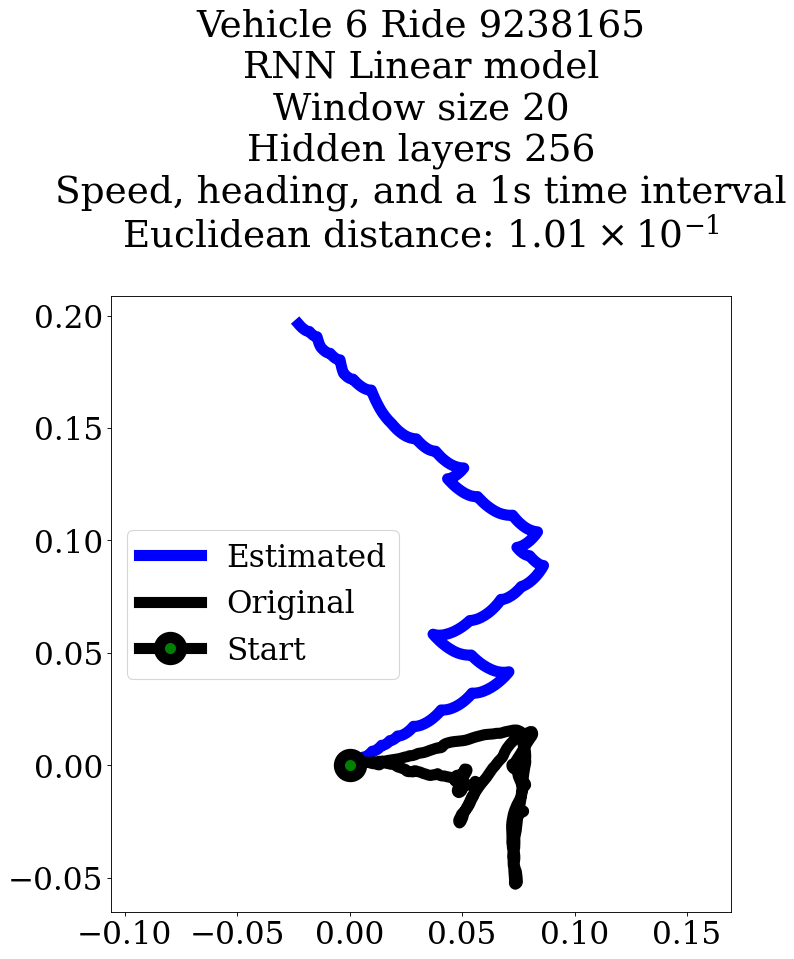 Vehicle 6 Ride 9238165
RNN Linear model
Window size 20
Hidden layers 256
Speed, heading, and a 1s time interval
Euclidean distance: 1.01 × 10⁻¹
0.20
0.15
0.10
0.05
0.00
−0.05
Estimated
Original
Start
−0.10 −0.05 0.00 0.05 0.10 0.15